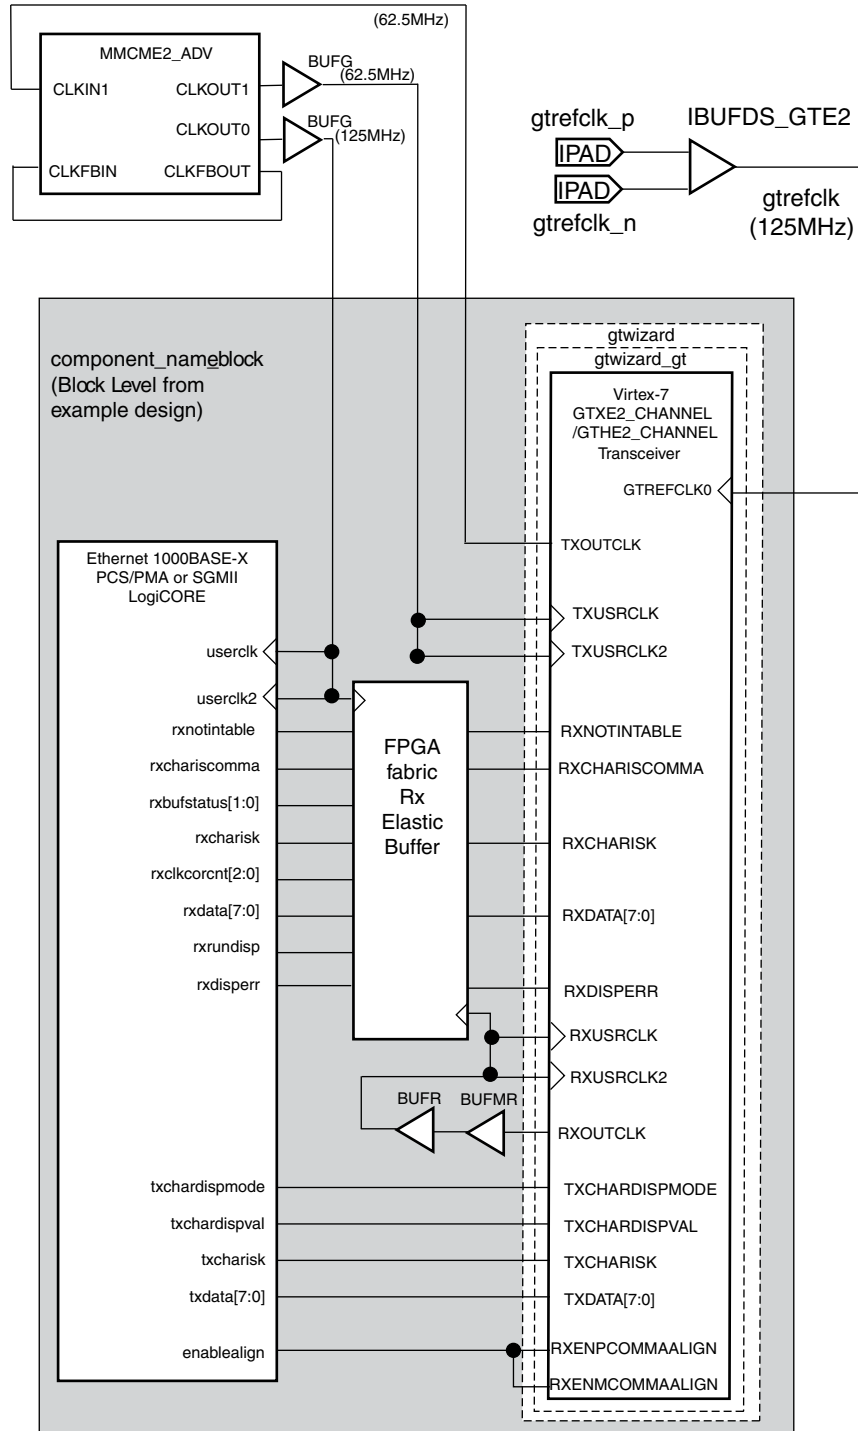 (62.5MHz)
MMCME2_ADV
CLKIN1
CLKOUT1
BUFG
(62.5MHz)
CLKOUT0
BUFG
(125MHz)
CLKFBIN
CLKFBOUT
gtrefclk_p
IBUFDS_GTE2
IPAD
IPAD
gtrefclk_n
gtrefclk
(125MHz)
component_name_block
(Block Level from
example design)
gtwizard
gtwizard_gt
Virtex-7
GTXE2_CHANNEL
/GTHE2_CHANNEL
Transceiver
GTREFCLK0
TXOUTCLK
TXUSRCLK
TXUSRCLK2
Ethernet 1000BASE-X
PCS/PMA or SGMII
LogiCORE
userclk
userclk2
rxnotintable
rxchariscomma
rxbufstatus[1:0]
rxcharisk
rxclkcorcnt[2:0]
rxdata[7:0]
rxrundisp
rxdisperr
FPGA
fabric
Rx
Elastic
Buffer
RXNOTINTABLE
RXCHARISCOMMA
RXCHARISK
RXDATA[7:0]
RXDISPERR
RXUSRCLK
RXUSRCLK2
BUFR
BUFMR
RXOUTCLK
txchardispmode
TXCHARDISPMODE
txchardispval
TXCHARDISPVAL
txcharisk
TXCHARISK
txdata[7:0]
TXDATA[7:0]
enablealign
RXENPCOMMAALIGN
RXENMCOMMAALIGN